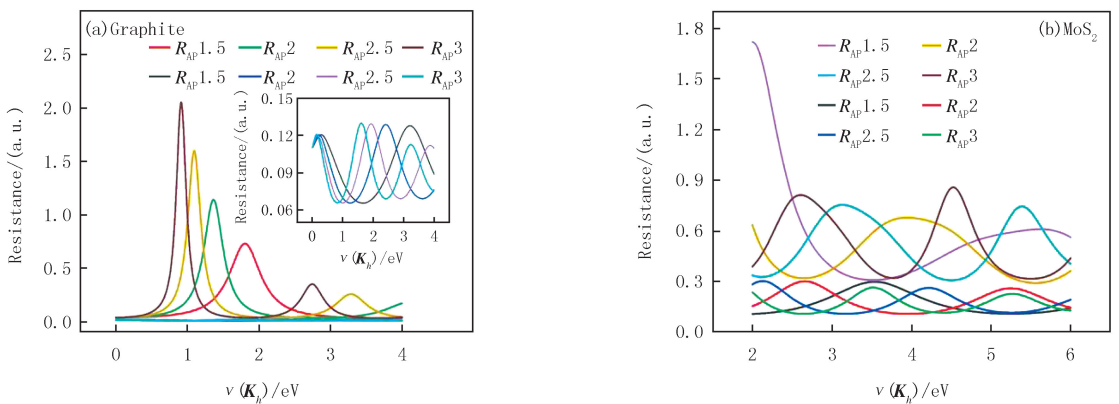 (a)Graphite
R_AP1.5 R_AP2 R_AP2.5 R_AP3
R_AP1.5 R_AP2 R_AP2.5 R_AP3
Resistance/(a.u.)
2.5
2.0
1.5
1.0
0.5
0.0
0 1 2 3 4
ν(K_h)/eV
Resistance/(a.u.)
0.15
0.12
0.09
0.06
0 1 2 3 4
ν(K_h)/eV
(b)MoS₂
R_AP1.5 R_AP2
R_AP2.5 R_AP3
R_AP1.5 R_AP2
R_AP2.5 R_AP3
Resistance/(a.u.)
1.8
1.5
1.2
0.9
0.6
0.3
0.0
2 3 4 5 6
ν(K_h)/eV